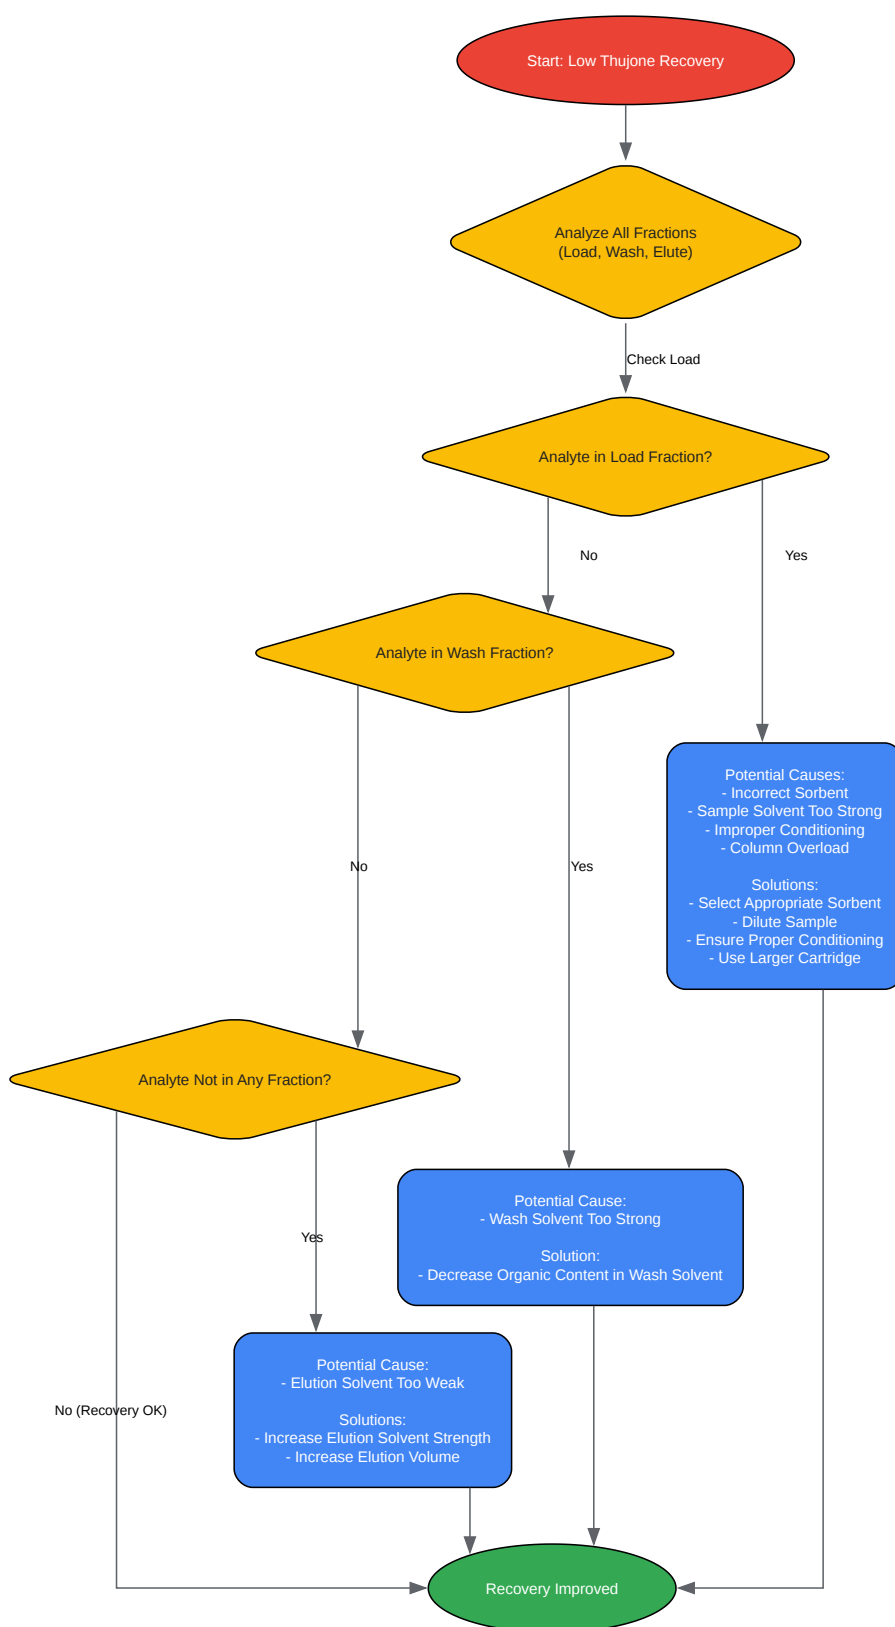 Start: Low Thujone Recovery
Analyze All Fractions
(Load, Wash, Elute)
Check Load
Analyte in Load Fraction?
No
Yes
Analyte in Wash Fraction?
Potential Causes:
- Incorrect Sorbent
- Sample Solvent Too Strong
- Improper Conditioning
- Column Overload
Solutions:
- Select Appropriate Sorbent
- Dilute Sample
- Ensure Proper Conditioning
- Use Larger Cartridge
No
Yes
Analyte Not in Any Fraction?
Potential Cause:
- Wash Solvent Too Strong
Solution:
- Decrease Organic Content in Wash Solvent
Yes
Potential Cause:
- Elution Solvent Too Weak
Solutions:
- Increase Elution Solvent Strength
- Increase Elution Volume
No (Recovery OK)
Recovery Improved